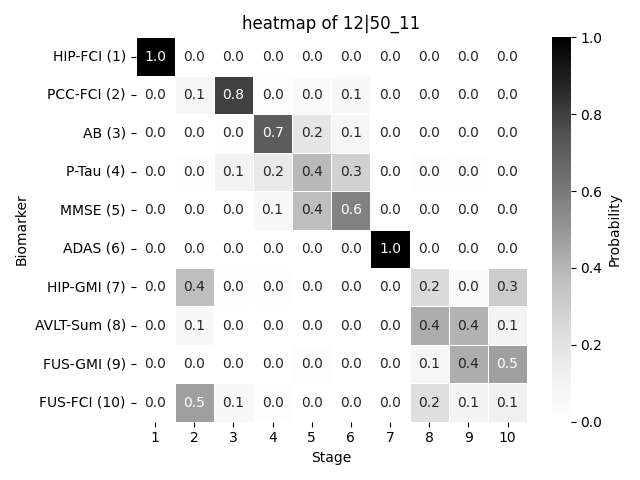 heatmap of 12|50_11
HIP-FCI (1) 1.0 0.0 0.0 0.0 0.0 0.0 0.0 0.0 0.0 0.0
PCC-FCI (2) 0.0 0.1 0.8 0.0 0.0 0.1 0.0 0.0 0.0 0.0
AB (3) 0.0 0.0 0.0 0.7 0.2 0.1 0.0 0.0 0.0 0.0
P-Tau (4) 0.0 0.0 0.1 0.2 0.4 0.3 0.0 0.0 0.0 0.0
MMSE (5) 0.0 0.0 0.0 0.1 0.4 0.6 0.0 0.0 0.0 0.0
ADAS (6) 0.0 0.0 0.0 0.0 0.0 0.0 1.0 0.0 0.0 0.0
HIP-GMI (7) 0.0 0.4 0.0 0.0 0.0 0.0 0.0 0.2 0.0 0.3
AVLT-Sum (8) 0.0 0.1 0.0 0.0 0.0 0.0 0.0 0.4 0.4 0.1
FUS-GMI (9) 0.0 0.0 0.0 0.0 0.0 0.0 0.0 0.1 0.4 0.5
FUS-FCI (10) 0.0 0.5 0.1 0.0 0.0 0.0 0.0 0.2 0.1 0.1
1 2 3 4 5 6 7 8 9 10
Stage
Biomarker
1.0
0.8
0.6
0.4
0.2
0.0
Probability